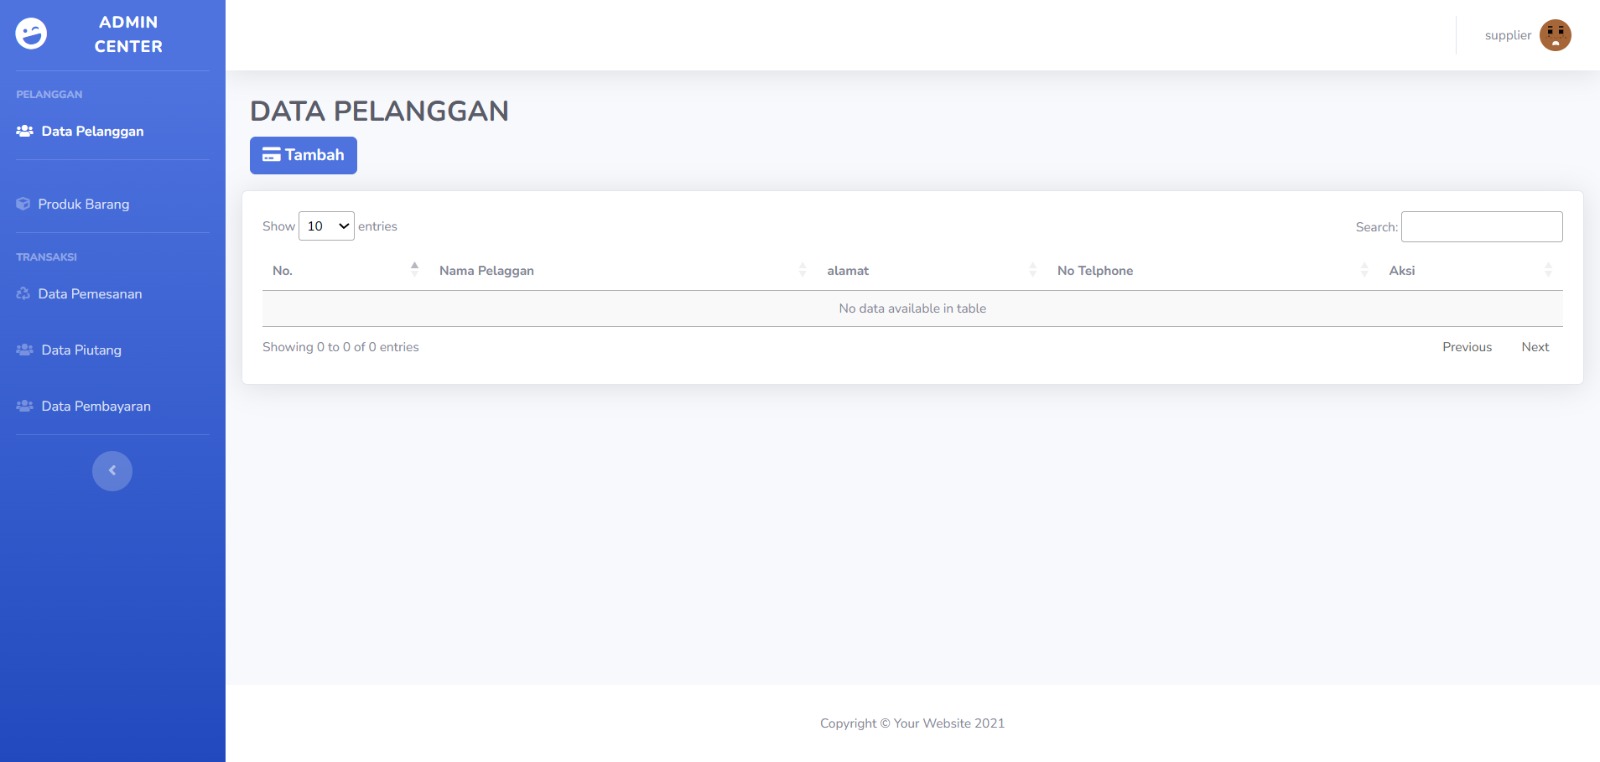 ADMIN
CENTER
supplier
PELANGGAN
Data Pelanggan
Produk Barang
TRANSAKSI
Data Pemesanan
Data Piutang
Data Pembayaran
DATA PELANGGAN
Tambah
Show 10 entries
Search:
No. Nama Pelaggan alamat No Telphone Aksi
No data available in table
Showing 0 to 0 of 0 entries
Previous Next
Copyright © Your Website 2021